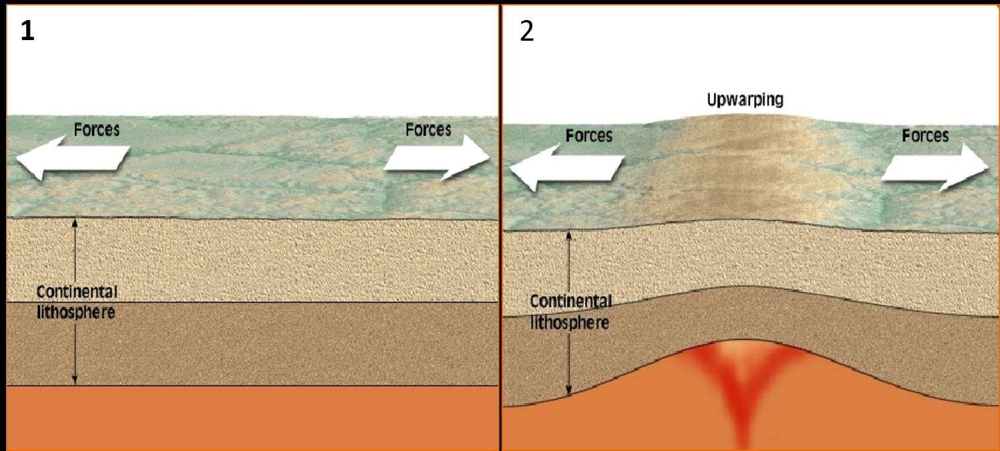 1
Forces
Forces
Continental
lithosphere
2
Upwarping
Forces
Forces
Continental
lithosphere